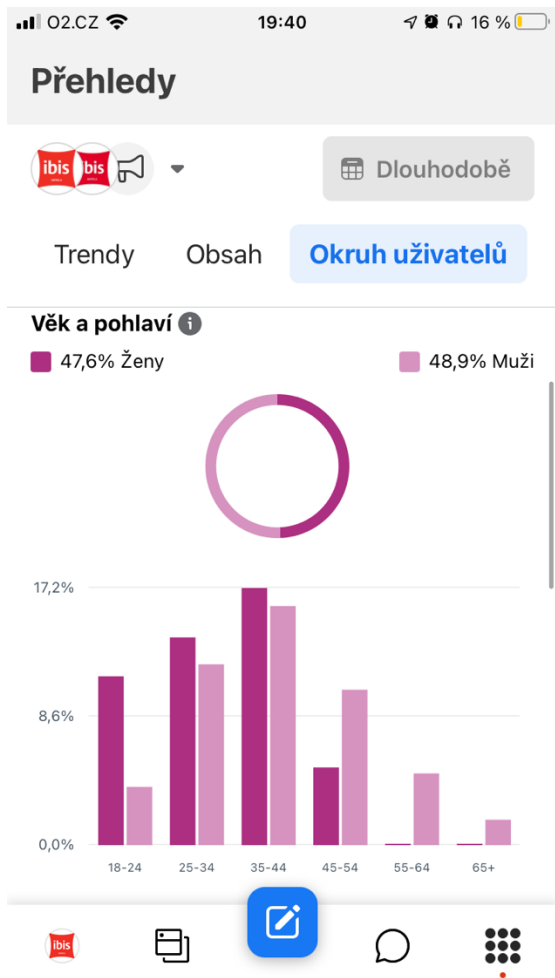 O2.CZ 19:40 16 %
Přehledy
ibis ibis Dlouhodobě
Trendy Obsah Okruh uživatelů
Věk a pohlaví
47,6% Ženy 48,9% Muži
17,2%
8,6%
0,0%
18-24 25-34 35-44 45-54 55-64 65+
ibis